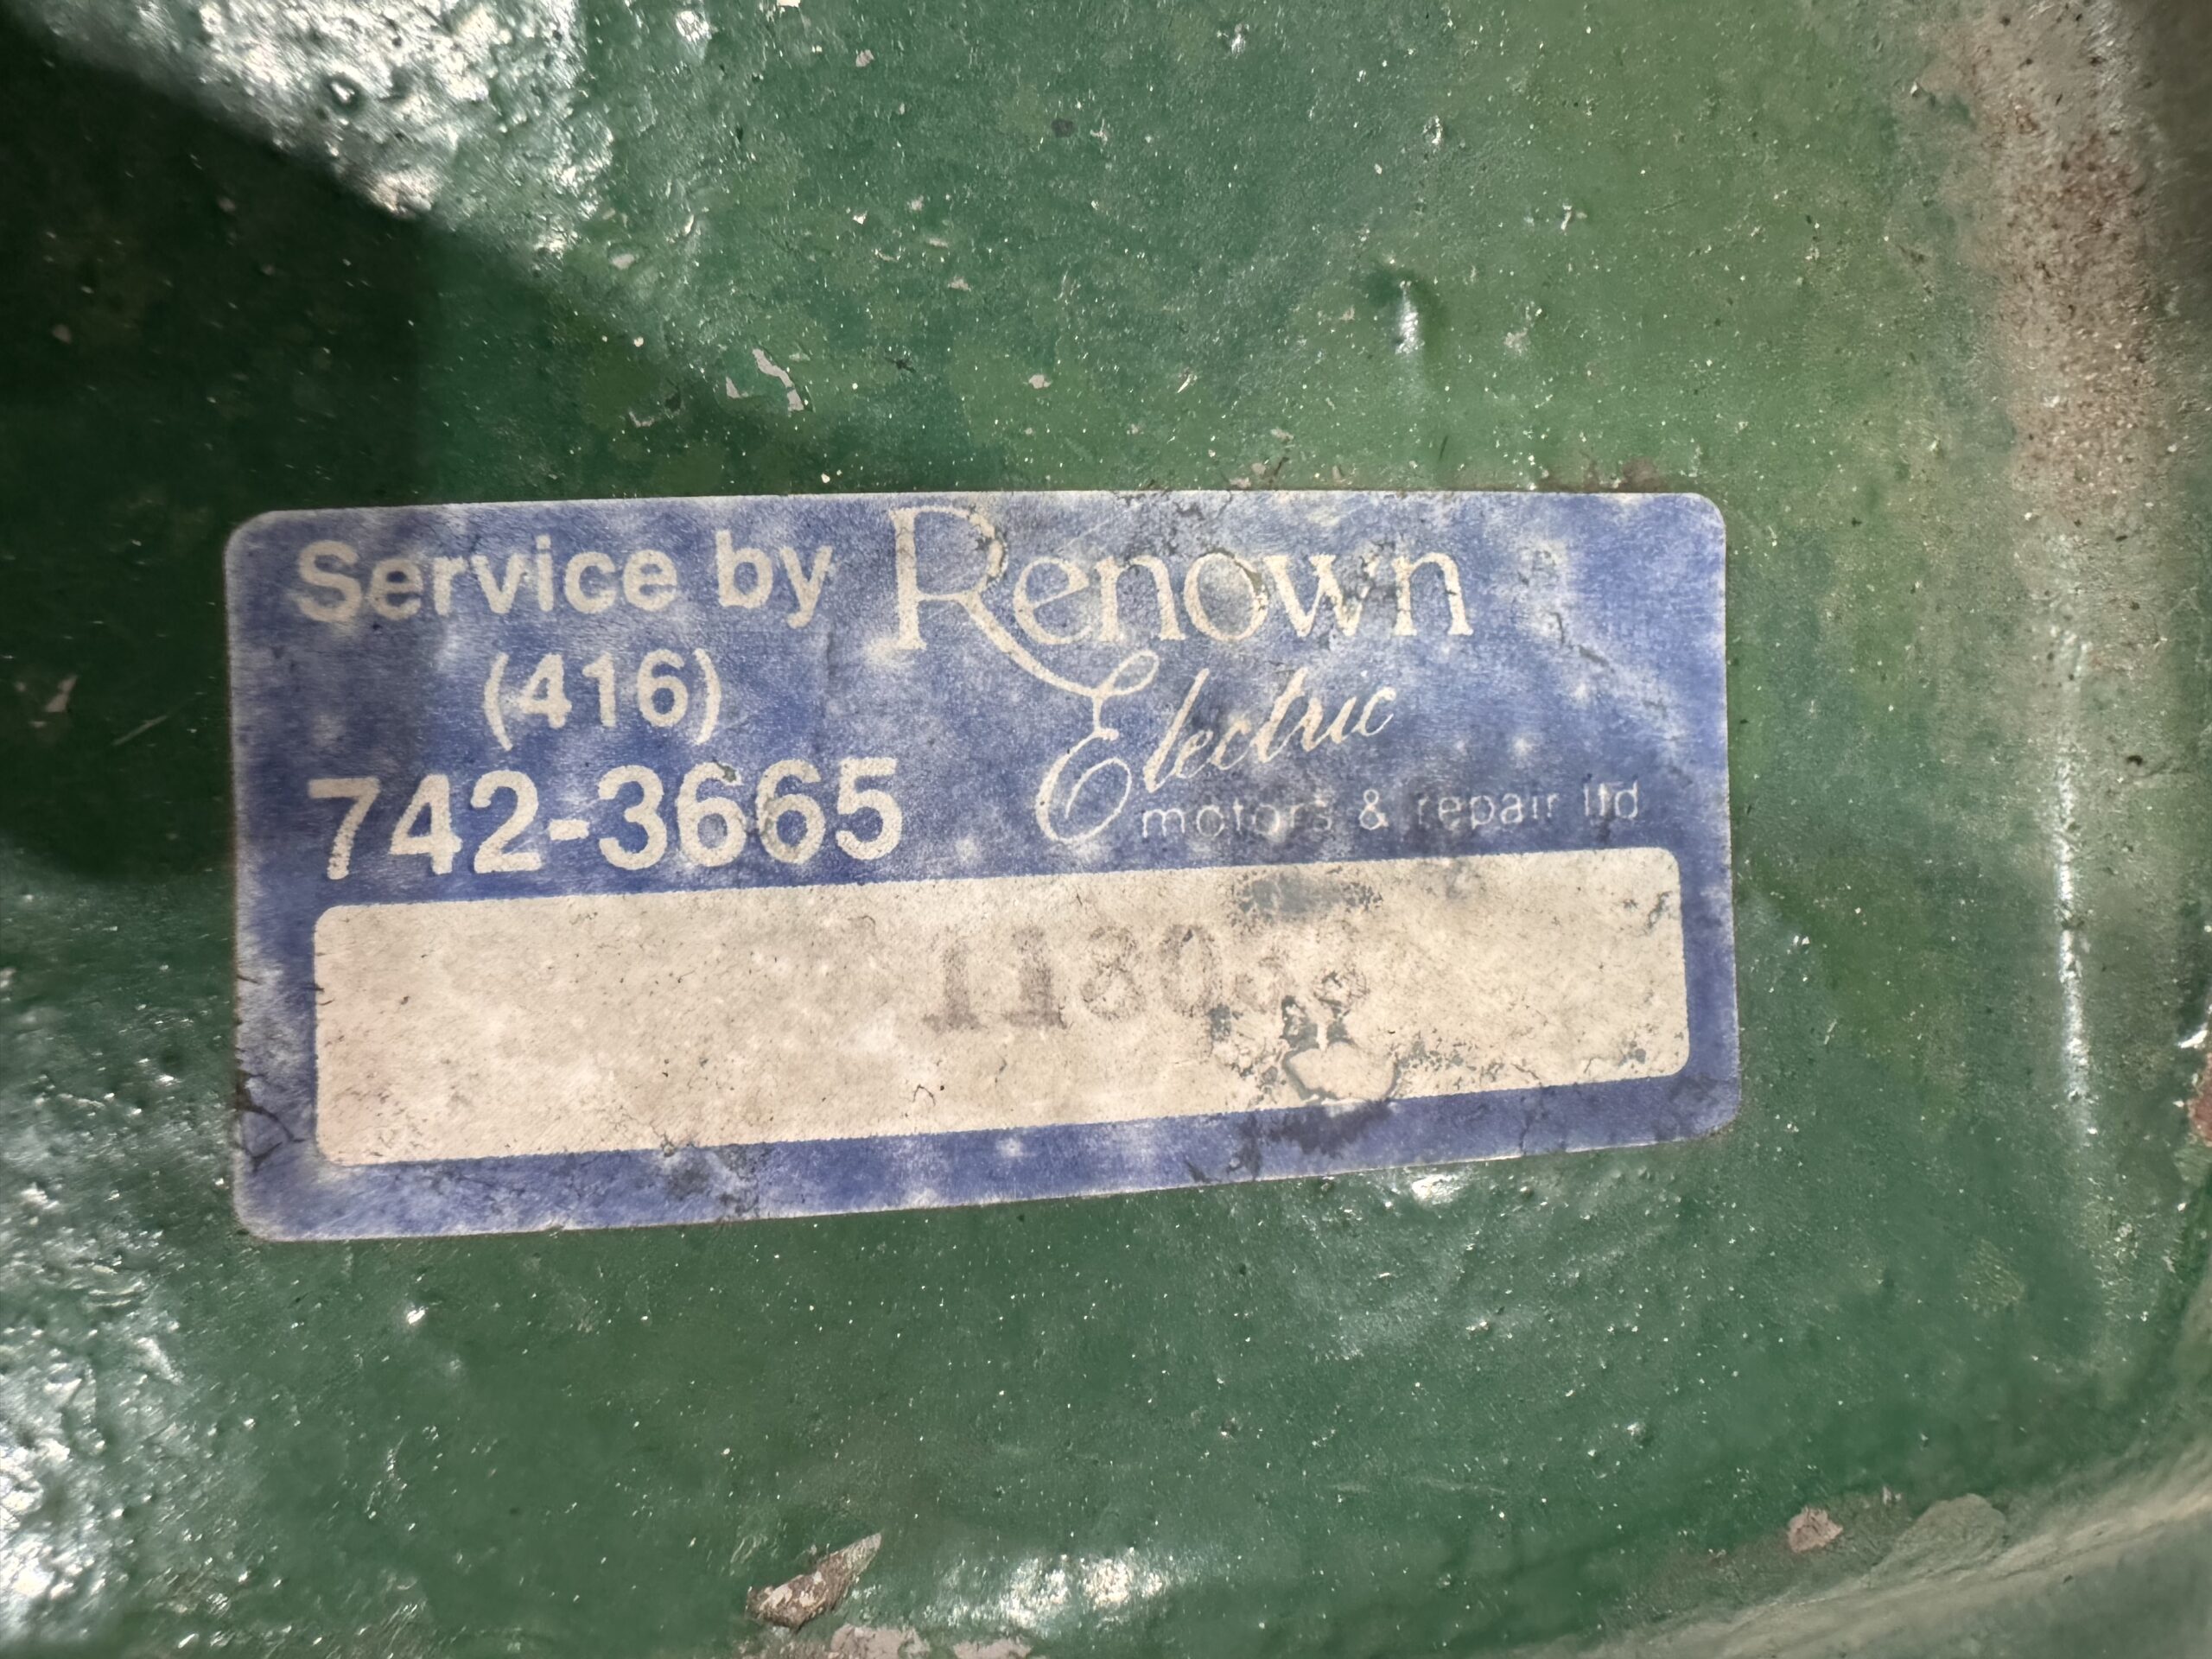 Service by Renown
(416) Electric
742-3665 motors & repair ltd